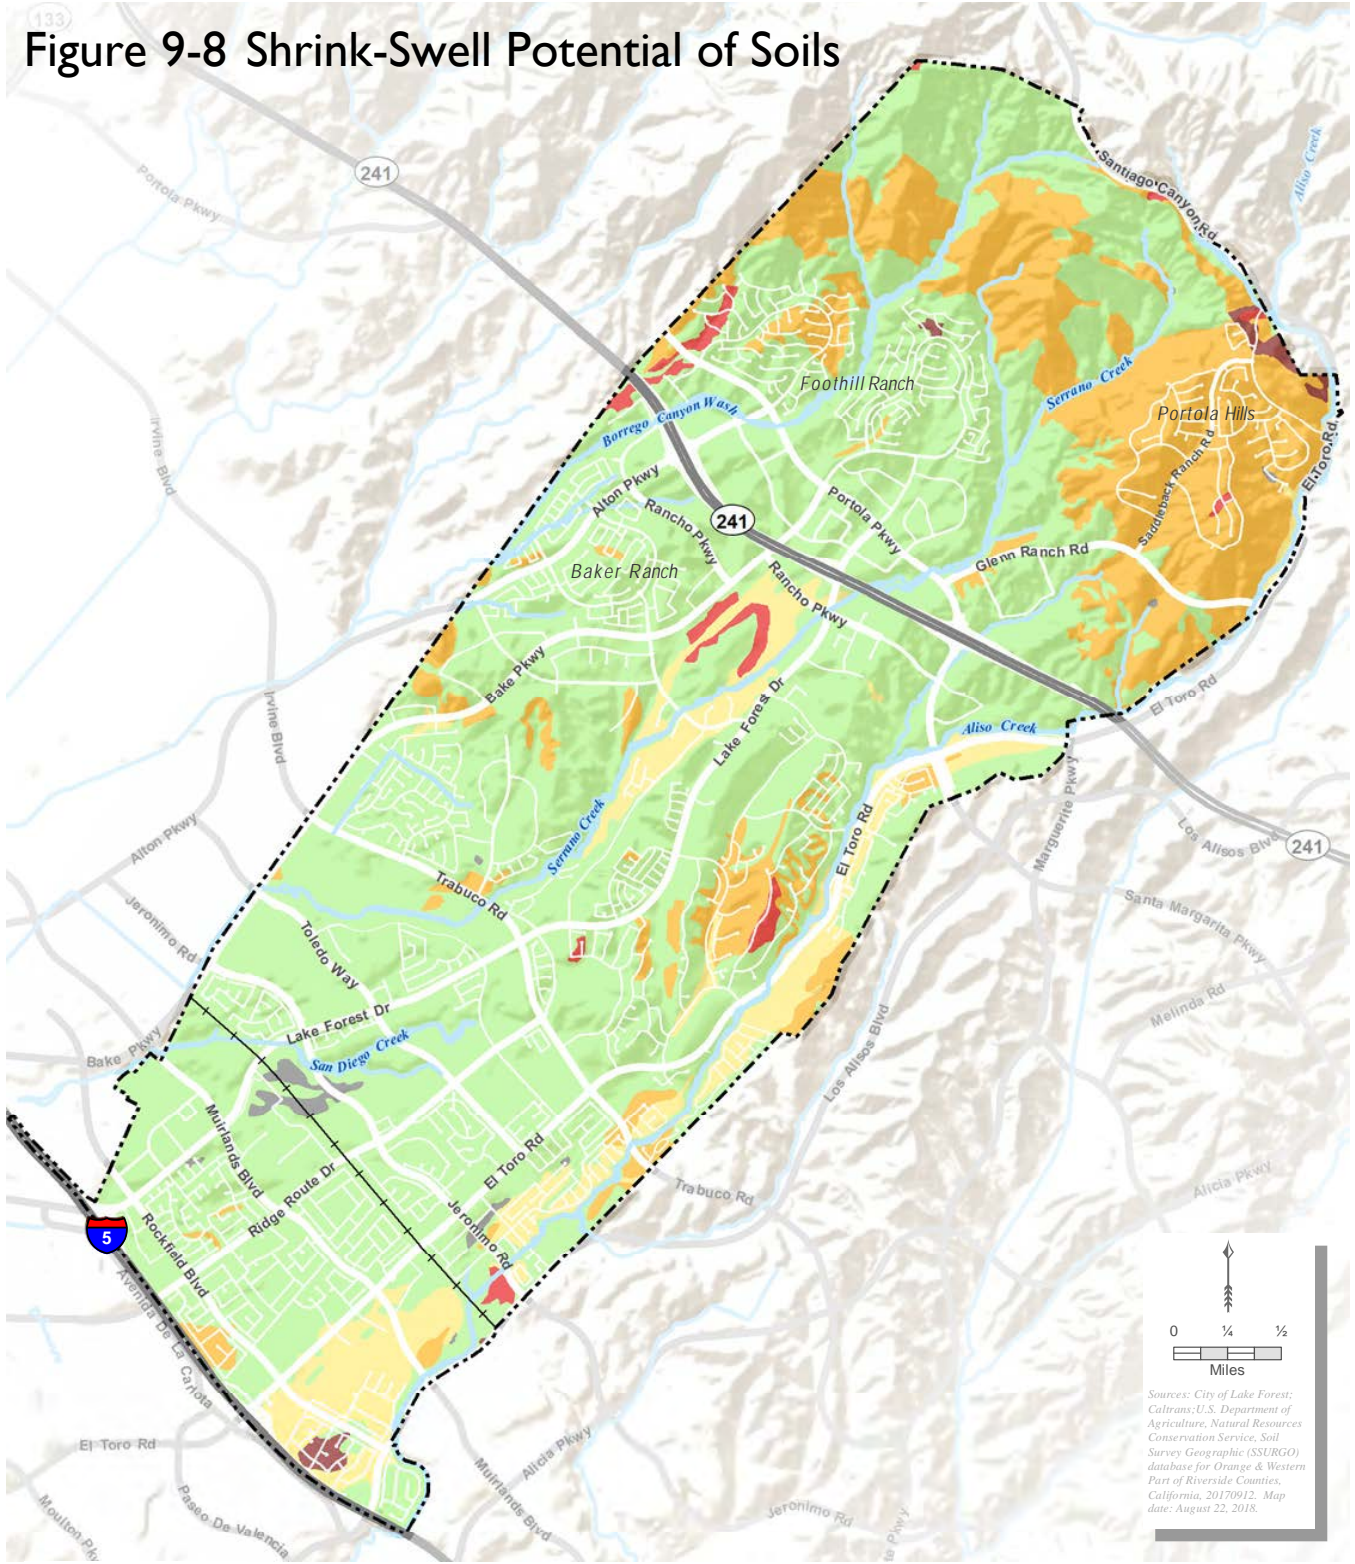 133
Figure 9-8 Shrink-Swell Potential of Soils
241
Portola Pkwy
Santiago Canyon Rd
Aliso Creek
Irvine Blvd
Foothill Ranch
Serrano Creek
Portola Hills
Borrego Canyon Wash
Saddleback Ranch Rd
El Toro Rd
Alton Pkwy
Rancho Pkwy
241
Portola Pkwy
Glenn Ranch Rd
Baker Ranch
Rancho Pkwy
Bake Pkwy
Lake Forest Dr
El Toro Rd
Irvine Blvd
Aliso Creek
Marguerite Pkwy
Alton Pkwy
Serrano Creek
El Toro Rd
Los Alisos Blvd
241
Trabuco Rd
Jeronimo Rd
Santa Margarita Pkwy
Toledo Way
Melinda Rd
Lake Forest Dr
San Diego Creek
Bake Pkwy
Los Alisos Blvd
Muirlands Blvd
El Toro Rd
Trabuco Rd
Alicia Pkwy
Ridge Route Dr
Jeronimo Rd
5
Rockfield Blvd
Avenida De La Carlota
0 ¼ ½
Miles
Sources: City of Lake Forest;
Caltrans;U.S. Department of
Agriculture, Natural Resources
Conservation Service, Soil
Survey Geographic (SSURGO)
database for Orange & Western
Part of Riverside Counties,
California, 20170912. Map
date: August 22, 2018.
El Toro Rd
Alicia Pkwy
Muirlands Blvd
Paseo De Valencia
Moulton Pkw
Jeronimo Rd
te Pkwy